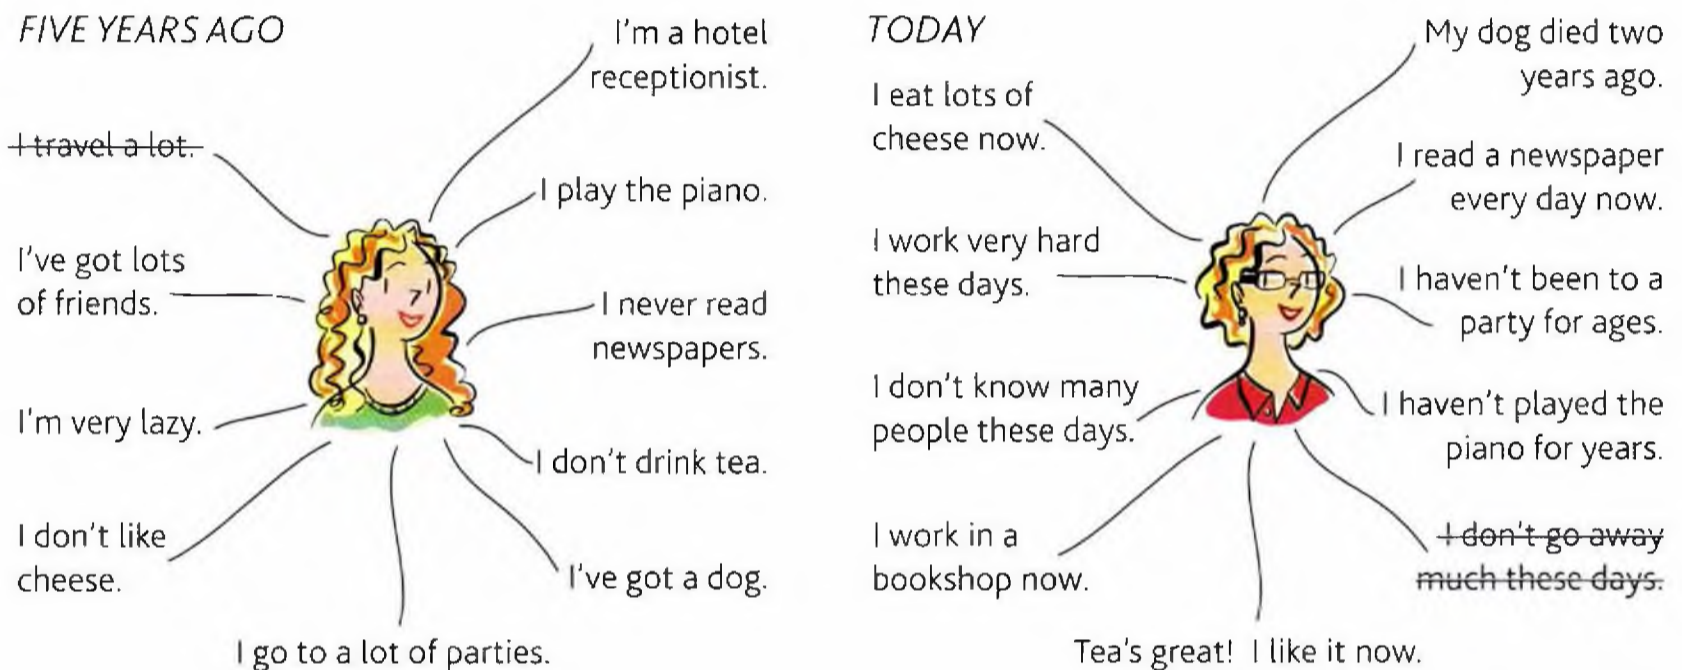 FIVE YEARS AGO
I'm a hotel
receptionist.
I travel a lot.
I play the piano.
I've got lots
of friends.
I never read
newspapers.
I'm very lazy.
I don't drink tea.
I don't like
cheese.
I've got a dog.
I go to a lot of parties.
TODAY
My dog died two
years ago.
I eat lots of
cheese now.
I read a newspaper
every day now.
I work very hard
these days.
I haven't been to a
party for ages.
I don't know many
people these days.
I haven't played the
piano for years.
I work in a
bookshop now.
I don't go away
much these days.
Tea's great! I like it now.